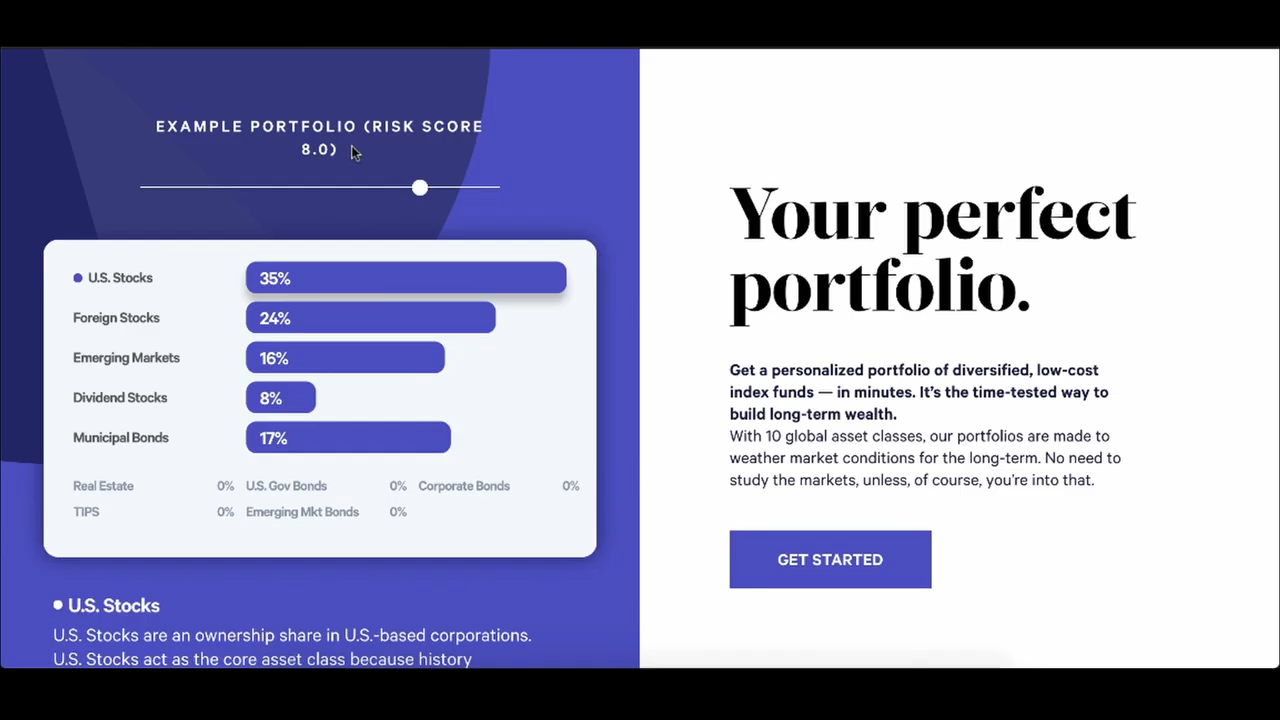 EXAMPLE PORTFOLIO (RISK SCORE
8.0)
U.S. Stocks 35%
Foreign Stocks 24%
Emerging Markets 16%
Dividend Stocks 8%
Municipal Bonds 17%
Real Estate 0% U.S. Gov Bonds 0% Corporate Bonds 0%
TIPS 0% Emerging Mkt Bonds 0%
U.S. Stocks
U.S. Stocks are an ownership share in U.S.-based corporations.
U.S. Stocks act as the core asset class because history
Your perfect
portfolio.
Get a personalized portfolio of diversified, low-cost
index funds — in minutes. It’s the time-tested way to
build long-term wealth.
With 10 global asset classes, our portfolios are made to
weather market conditions for the long-term. No need to
study the markets, unless, of course, you’re into that.
GET STARTED